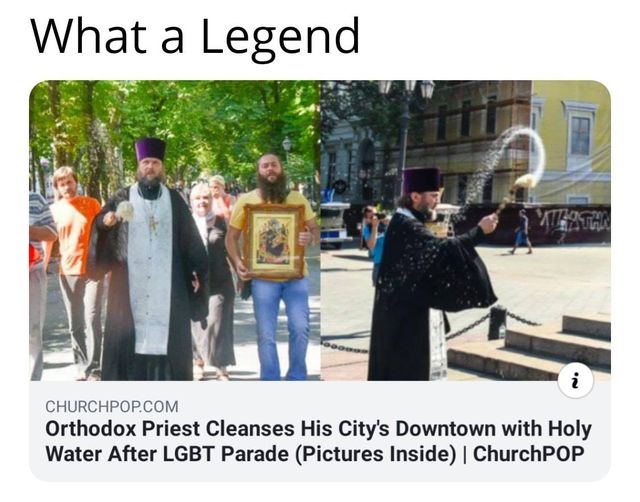 What a Legend
CHURCHPOP.COM
Orthodox Priest Cleanses His City's Downtown with Holy
Water After LGBT Parade (Pictures Inside) | ChurchPOP